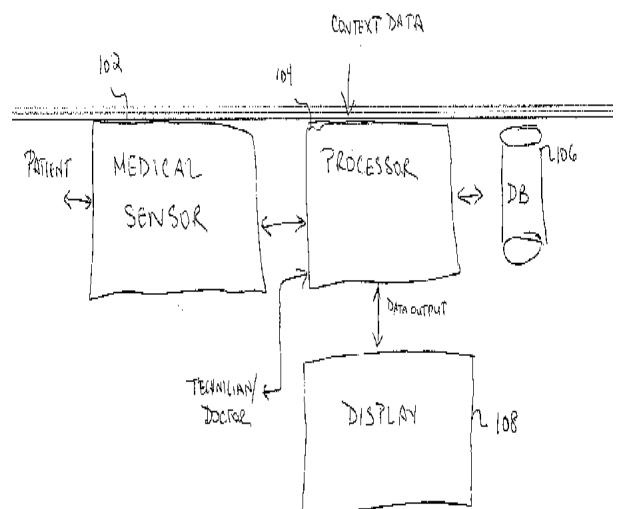 CONTEXT DATA
102
104
PATIENT
MEDICAL
SENSOR
PROCESSOR
DB
106
DATA OUTPUT
TECHNICIAN/
DOCTOR
DISPLAY
108